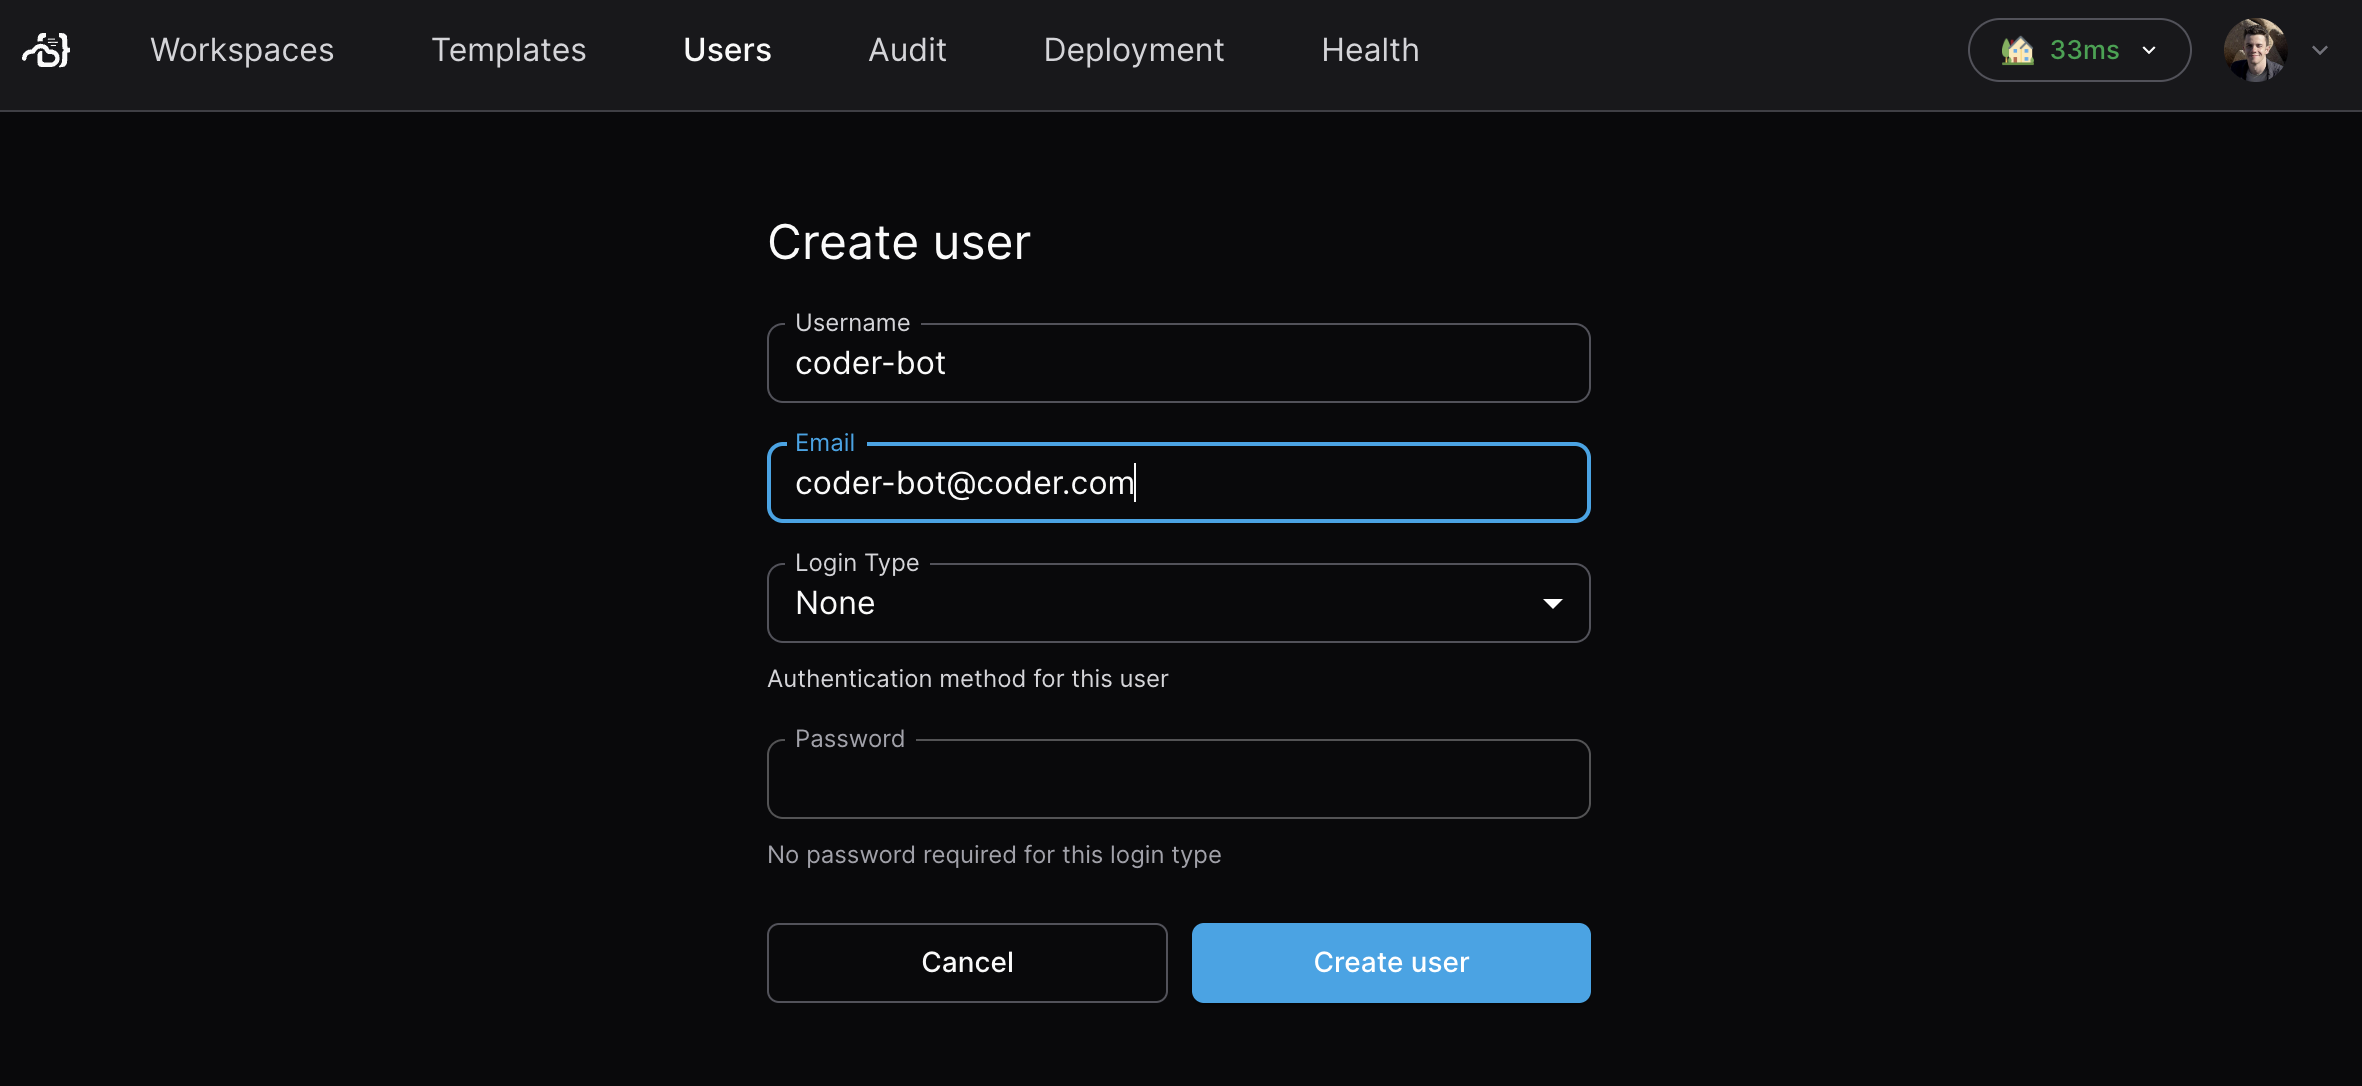 Workspaces Templates Users Audit Deployment Health 33ms
Create user
Username
coder-bot
Email
coder-bot@coder.com
Login Type
None
Authentication method for this user
Password
No password required for this login type
Cancel Create user